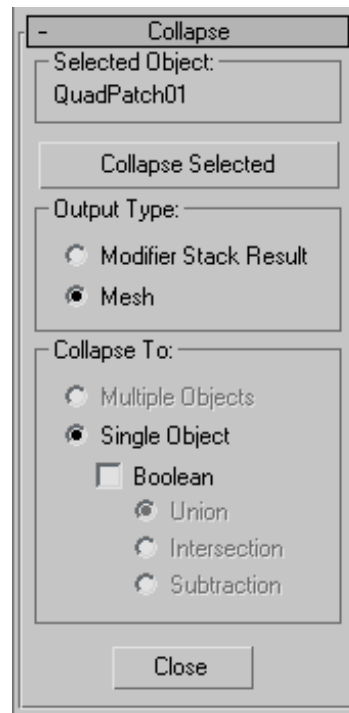 - Collapse
Selected Object:
QuadPatch01
Collapse Selected
Output Type:
Modifier Stack Result
Mesh
Collapse To:
Multiple Objects
Single Object
Boolean
Union
Intersection
Subtraction
Close